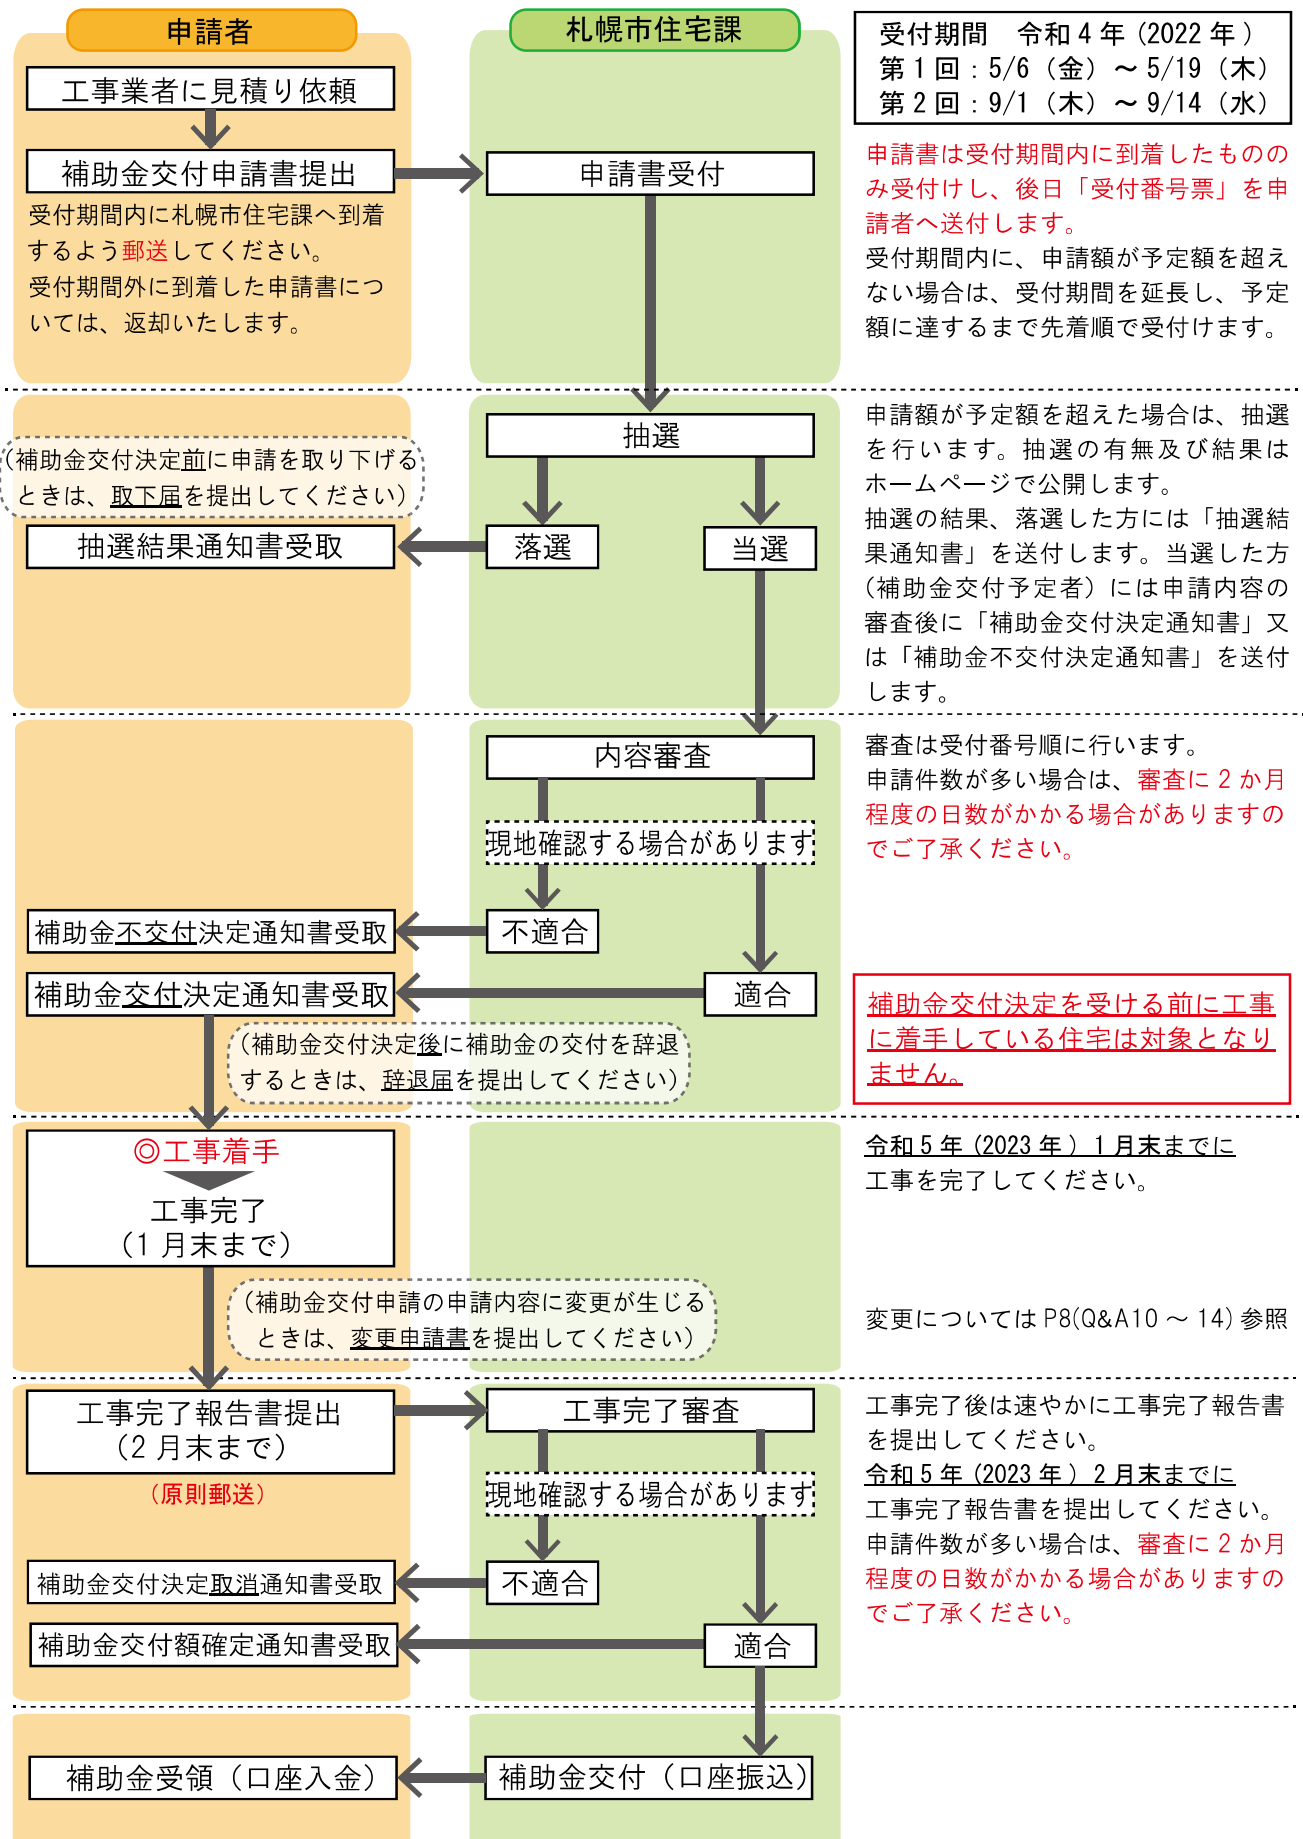 申請者
札幌市住宅課
受付期間　令和４年（2022年）
第１回：5/6（金）～5/19（木）
第２回：9/1（木）～9/14（水）
工事業者に見積り依頼
補助金交付申請書提出
申請書受付
受付期間内に札幌市住宅課へ到着
するよう郵送してください。
受付期間外に到着した申請書につ
いては、返却いたします。
申請書は受付期間内に到着したものの
み受付けし、後日「受付番号票」を申
請者へ送付します。
受付期間内に、申請額が予定額を超え
ない場合は、受付期間を延長し、予定
額に達するまで先着順で受付けます。
抽選
（補助金交付決定前に申請を取り下げる
ときは、取下届を提出してください）
抽選結果通知書受取
落選
当選
申請額が予定額を超えた場合は、抽選
を行います。抽選の有無及び結果は
ホームページで公開します。
抽選の結果、落選した方には「抽選結
果通知書」を送付します。当選した方
（補助金交付予定者）には申請内容の
審査後に「補助金交付決定通知書」又
は「補助金不交付決定通知書」を送付
します。
内容審査
現地確認する場合があります
審査は受付番号順に行います。
申請件数が多い場合は、審査に２か月
程度の日数がかかる場合がありますの
でご了承ください。
補助金不交付決定通知書受取
不適合
補助金交付決定通知書受取
適合
（補助金交付決定後に補助金の交付を辞退
するときは、辞退届を提出してください）
補助金交付決定を受ける前に工事
に着手している住宅は対象となり
ません。
◎工事着手
工事完了
（１月末まで）
令和５年（2023年）１月末までに
工事を完了してください。
（補助金交付申請の申請内容に変更が生じる
ときは、変更申請書を提出してください）
変更については P8(Q&A10 ～ 14) 参照
工事完了報告書提出
（２月末まで）
（原則郵送）
工事完了審査
現地確認する場合があります
工事完了後は速やかに工事完了報告書
を提出してください。
令和５年（2023年）２月末までに
工事完了報告書を提出してください。
申請件数が多い場合は、審査に２か月
程度の日数がかかる場合がありますの
でご了承ください。
補助金交付決定取消通知書受取
不適合
補助金交付額確定通知書受取
適合
補助金受領（口座入金）
補助金交付（口座振込）